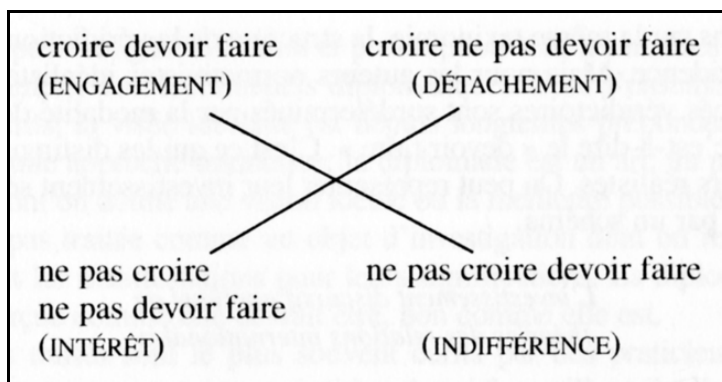 croire devoir faire
(ENGAGEMENT)
croire ne pas devoir faire
(DÉTACHEMENT)
ne pas croire
ne pas devoir faire
(INTÉRÊT)
ne pas croire devoir faire
(INDIFFÉRENCE)